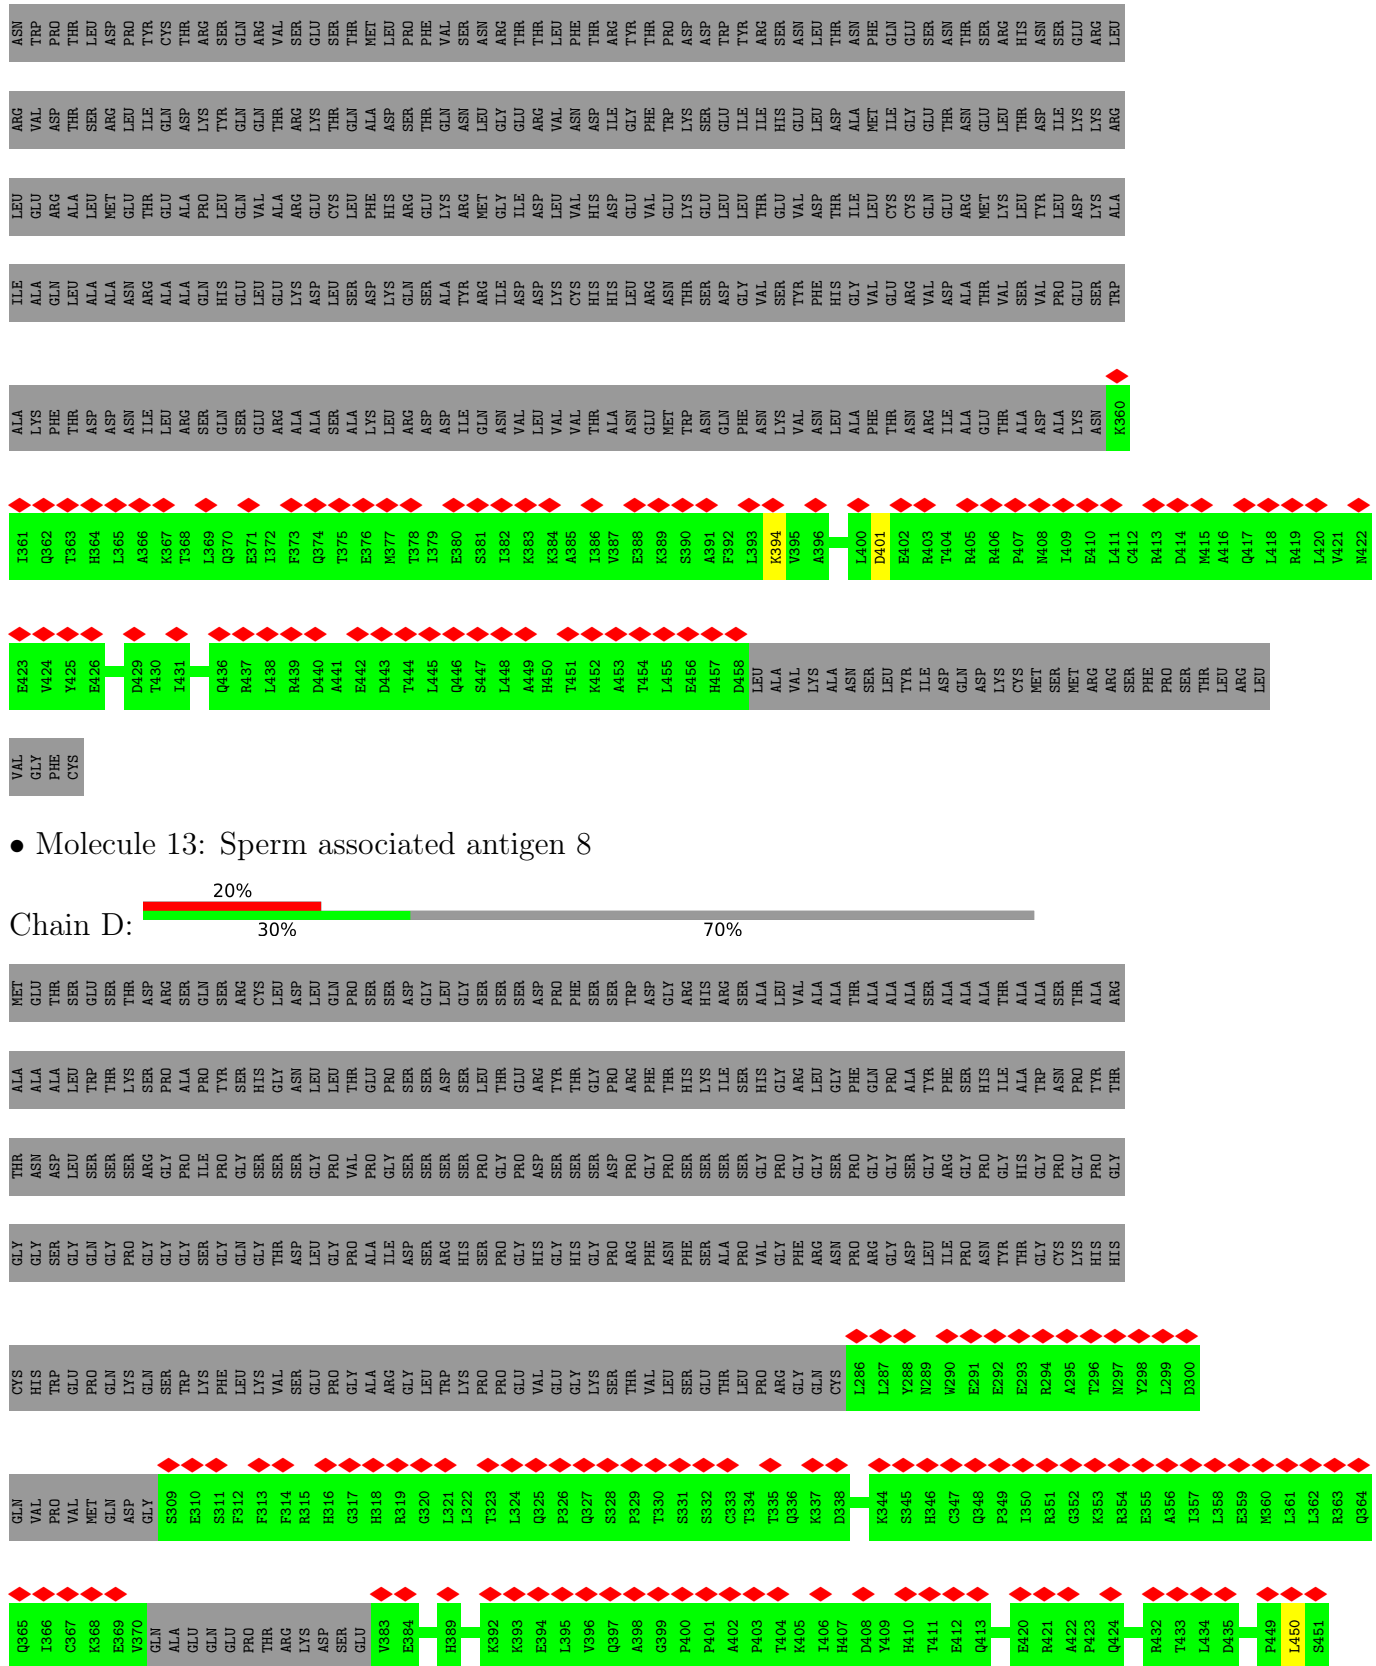 ASN TRP PRO THR LEU ASP PRO TYR CYS THR ARG SER GLN ARG VAL SER GLU SER THR MET LEU PRO PHE VAL SER ASN ARG THR THR LEU PHE THR ARG TYR THR PRO ASP ASP TRP TYR ARG SER ASN LEU THR ASN PHE GLN GLU SER ASN THR SER ARG HIS ASN SER GLU ARG LEU
ARG VAL ASP THR SER ARG LEU ILE GLN ASP LYS TYR GLN GLN THR ARG LYS THR GLN ALA ASP SER THR GLN ASN LEU GLY GLU ARG VAL ASN ASP ILE GLY PHE TRP LYS SER GLU ILE ILE HIS GLU LEU ASP ALA MET ILE GLY GLU THR ASN GLU LEU THR ASP ILE LYS LYS ARG
LEU GLU ARG ALA LEU MET GLU THR GLU ALA PRO LEU GLN VAL ALA ARG GLU CYS LEU PHE HIS ARG GLU LYS ARG MET GLY ILE ASP LEU VAL HIS ASP GLU VAL GLU LYS GLU LEU LEU THR GLU VAL ASP THR ILE LEU CYS CYS GLN GLU ARG MET LYS LEU TYR LEU ASP LYS ALA
ILE ALA GLN LEU ALA ALA ASN ARG ALA ALA GLN HIS GLU LEU GLU LYS ASP LEU SER ASP LYS GLN SER ALA TYR ARG ILE ASP ASP LYS CYS HIS HIS LEU ARG ASN THR SER ASP GLY VAL SER TYR PHE HIS GLY VAL GLU ARG VAL ASP ALA THR VAL SER VAL PRO GLU SER TRP
ALA LYS PHE THR ASP ASP ASN ILE LEU ARG SER GLN SER GLU ARG ALA ALA SER ALA LYS LEU ARG ASP ASP ILE GLN ASN VAL LEU VAL VAL THR ALA ASN GLU MET TRP ASN GLN PHE ASN LYS VAL ASN LEU ALA PHE THR ASN ARG ILE ALA GLU THR ALA ASP ALA LYS ASN K360
I361 Q362 T363 H364 L365 A366 K367 T368 L369 Q370 E371 I372 F373 Q374 T375 E376 M377 T378 I379 E380 S381 I382 K383 K384 A385 I386 V387 E388 K389 S390 A391 F392 L393 K394 V395 A396 L400 D401 E402 R403 T404 R405 R406 P407 N408 I409 E410 L411 C412 R413 D414 M415 A416 Q417 L418 R419 L420 V421 N422
E423 V424 Y425 E426 D429 T430 I431 Q436 R437 L438 R439 D440 A441 E442 D443 T444 L445 Q446 S447 L448 A449 H450 T451 K452 A453 T454 L455 E456 H457 D458 LEU ALA VAL LYS ALA ASN SER LEU TYR ILE ASP GLN ASP LYS CYS MET SER MET ARG ARG SER PHE PRO SER THR LEU ARG LEU
VAL GLY PHE CYS
• Molecule 13: Sperm associated antigen 8
20%
Chain D:
30% 70%
MET GLU THR SER GLU SER THR ASP ARG SER GLN SER ARG CYS LEU ASP LEU GLN PRO SER SER ASP GLY LEU GLY SER SER SER ASP PRO PHE SER SER TRP ASP GLY ARG HIS ARG SER ALA LEU VAL ALA ALA THR ALA ALA ALA SER ALA ALA ALA THR ALA ALA SER THR ALA ARG
ALA ALA ALA LEU TRP THR LYS SER PRO ALA PRO TYR SER HIS GLY ASN LEU LEU THR GLU PRO SER SER ASP SER LEU THR GLU ARG TYR THR GLY PRO ARG PHE THR HIS LYS ILE SER HIS GLY ARG LEU GLY PHE GLN PRO ALA TYR PHE SER HIS ILE ALA TRP ASN PRO TYR THR
THR ASN ASP LEU SER SER SER ARG GLY PRO ILE PRO GLY SER SER SER GLY PRO VAL PRO GLY SER SER SER SER PRO GLY PRO ASP SER SER SER ASP PRO GLY PRO SER SER SER SER SER GLY PRO GLY GLY SER PRO GLY GLY SER GLY ARG GLY PRO GLY HIS GLY PRO GLY PRO GLY
GLY GLY SER GLY GLN GLY PRO GLY GLY GLY SER GLY GLN GLY THR ASP LEU GLY PRO ALA ILE ASP SER ARG HIS SER PRO GLY HIS GLY HIS GLY PRO ARG PHE ASN PHE SER ALA PRO VAL GLY PHE ARG ASN PRO ARG GLY ASP LEU ILE PRO ASN TYR THR GLY CYS LYS HIS HIS
CYS HIS TRP GLU PRO GLN LYS GLN SER TRP LYS PHE LEU LYS VAL SER GLU PRO GLY ALA ARG GLY LEU TRP LYS PRO PRO GLU VAL GLU GLY LYS SER THR VAL LEU SER GLU THR LEU PRO ARG GLY GLN CYS L286 L287 Y288 N289 W290 E291 E292 E293 R294 A295 T296 N297 Y298 L299 D300
GLN VAL PRO VAL MET GLN ASP GLY S309 E310 S311 F312 F313 F314 R315 H316 G317 H318 R319 G320 L321 L322 T323 L324 Q325 P326 Q327 S328 P329 T330 S331 S332 C333 T334 T335 Q336 K337 D338 K344 S345 H346 C347 Q348 P349 I350 R351 G352 K353 R354 E355 A356 I357 L358 E359 M360 L361 L362 R363 Q364
Q365 I366 C367 K368 E369 V370 GLN ALA GLU GLN GLU PRO THR ARG LYS ASP SER GLU V383 E384 H389 K392 K393 E394 L395 V396 Q397 A398 G399 P400 P401 A402 P403 T404 K405 I406 H407 D408 Y409 H410 T411 E412 Q413 E420 R421 A422 P423 Q424 R432 T433 L434 D435 P449 L450 S451